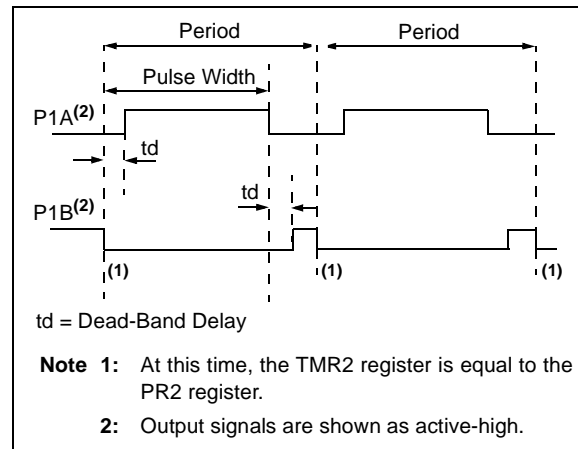 Period Period
Pulse Width
P1A(2)
td
td
P1B(2)
(1) (1) (1)
td = Dead-Band Delay
Note 1: At this time, the TMR2 register is equal to the
PR2 register.
2: Output signals are shown as active-high.